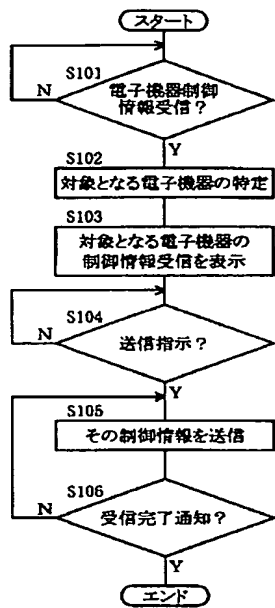 スタート
S101
電子機器制御
情報受信？
N
Y
S102
対象となる電子機器の特定
S103
対象となる電子機器の
制御情報受信を表示
S104
送信指示？
N
Y
S105
その制御情報を送信
S106
受信完了通知？
N
Y
エンド